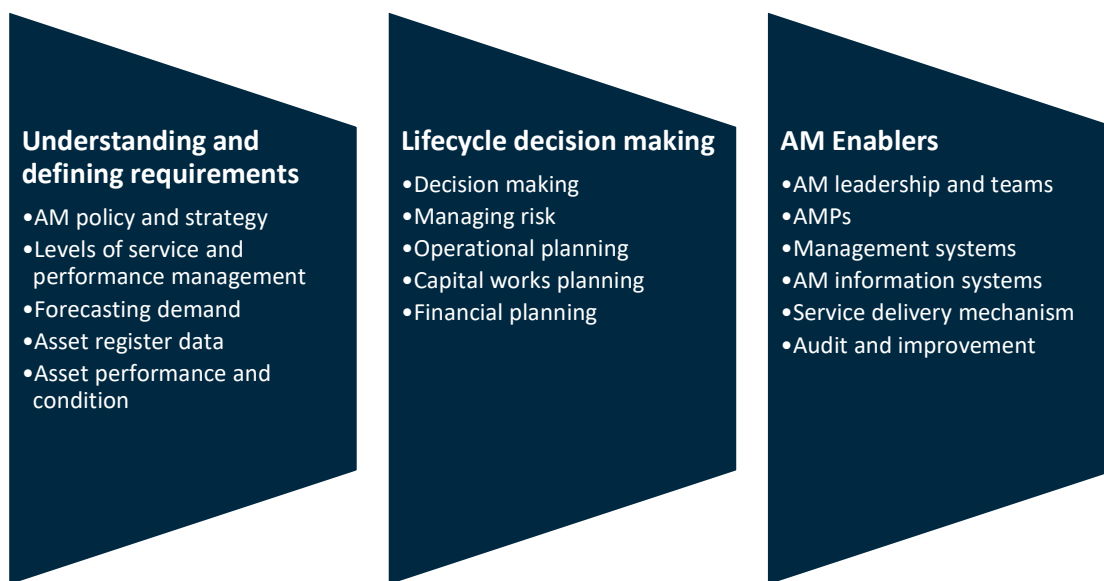 Understanding and
defining requirements
•AM policy and strategy
•Levels of service and
performance management
•Forecasting demand
•Asset register data
•Asset performance and
condition
Lifecycle decision making
•Decision making
•Managing risk
•Operational planning
•Capital works planning
•Financial planning
AM Enablers
•AM leadership and teams
•AMPs
•Management systems
•AM information systems
•Service delivery mechanism
•Audit and improvement